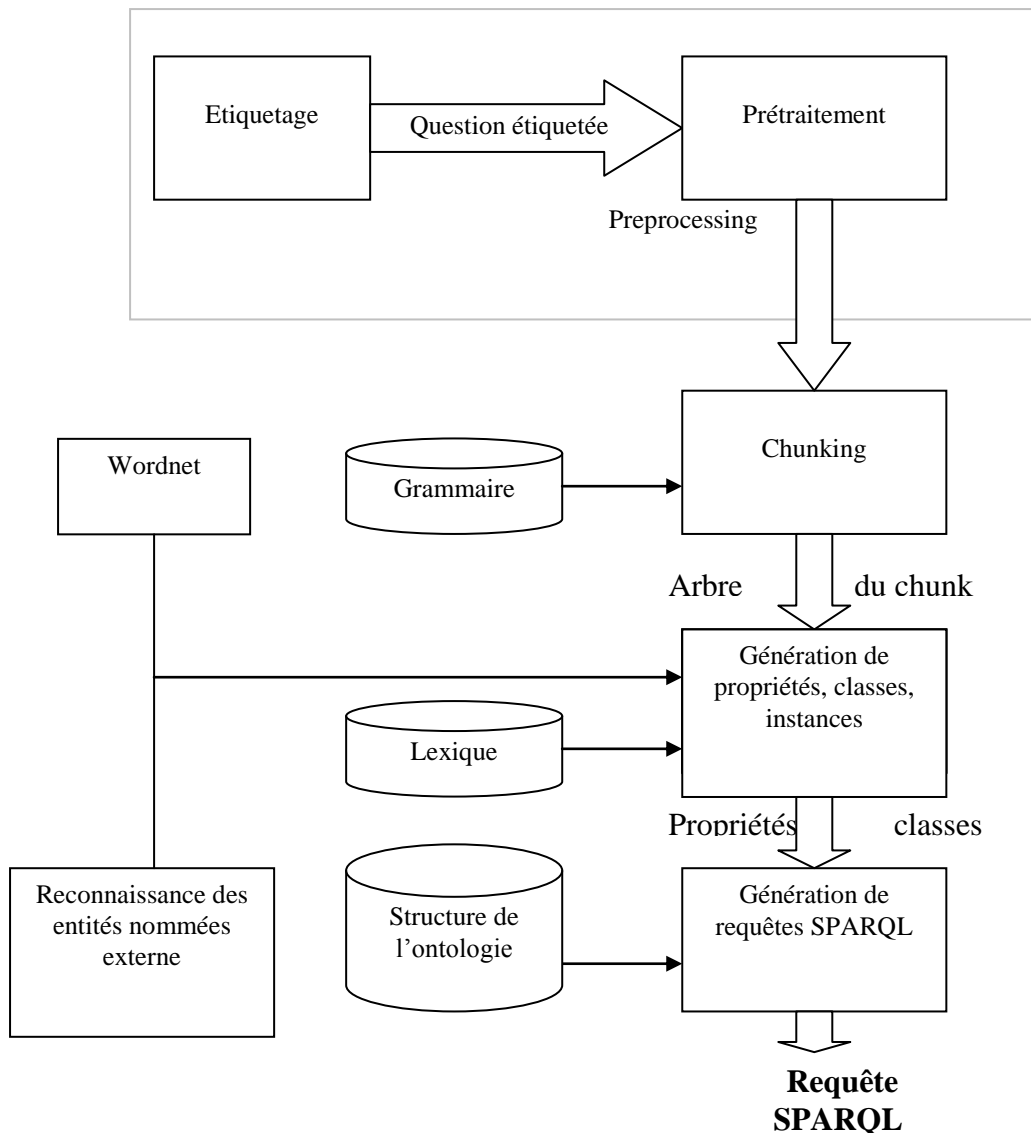 Etiquetage
Question étiquetée
Prétraitement
Preprocessing
Chunking
Wordnet
Grammaire
Arbre du chunk
Génération de
propriétés, classes,
instances
Lexique
Propriétés classes
Reconnaissance des
entités nommées
externe
Structure de
l’ontologie
Génération de
requêtes SPARQL
Requête
SPARQL